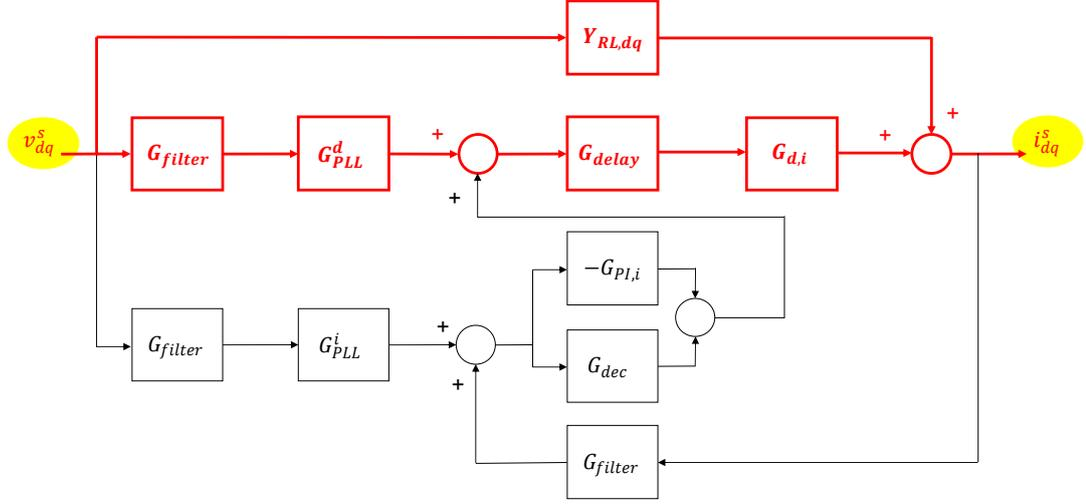 Y_{RL,dq}
+
v^s_{dq}
G_{filter}
G^d_{PLL}
+
G_{delay}
G_{d,i}
+
i^s_{dq}
+
-G_{PI,i}
G_{filter}
G^i_{PLL}
+
G_{dec}
+
G_{filter}